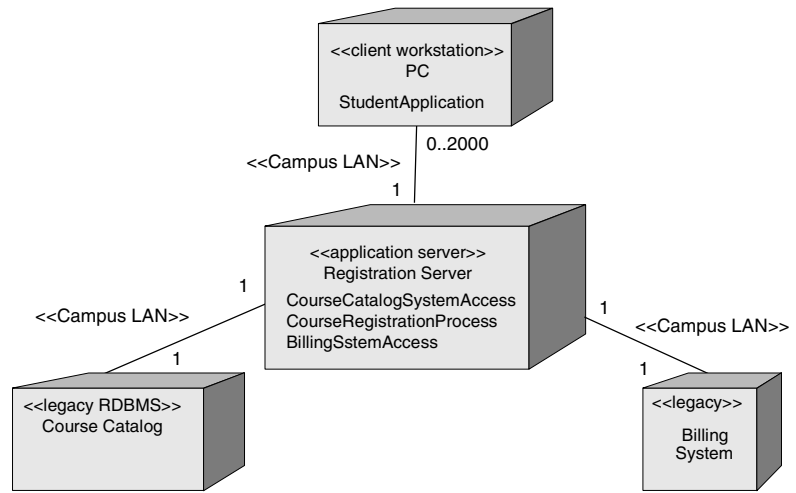 <<client workstation>>
PC
StudentApplication
0..2000
<<Campus LAN>>
1
<<application server>>
Registration Server
CourseCatalogSystemAccess
CourseRegistrationProcess
BillingSstemAccess
1
<<Campus LAN>>
1
1
<<Campus LAN>>
1
<<legacy RDBMS>>
Course Catalog
<<legacy>>
Billing
System